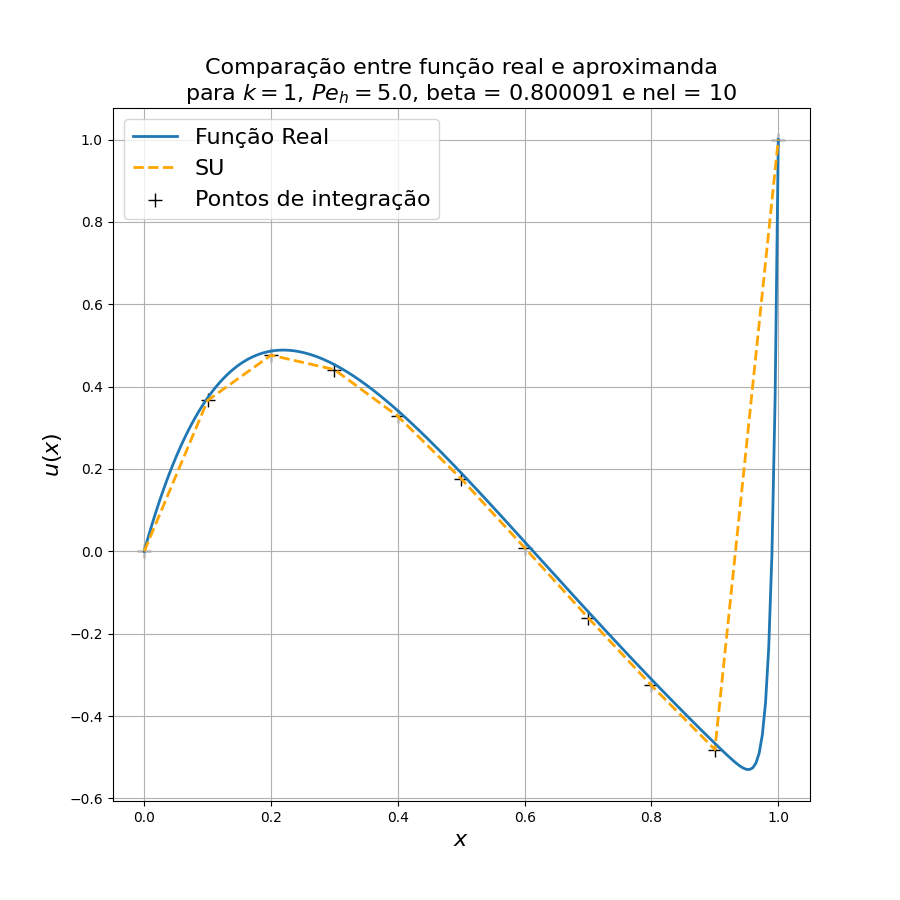 Comparação entre função real e aproximanda
para k = 1, Pe_h = 5.0, beta = 0.800091 e nel = 10
Função Real
SU
Pontos de integração
1.0
0.8
0.6
0.4
0.2
0.0
−0.2
−0.4
−0.6
u(x)
0.0 0.2 0.4 0.6 0.8 1.0
x